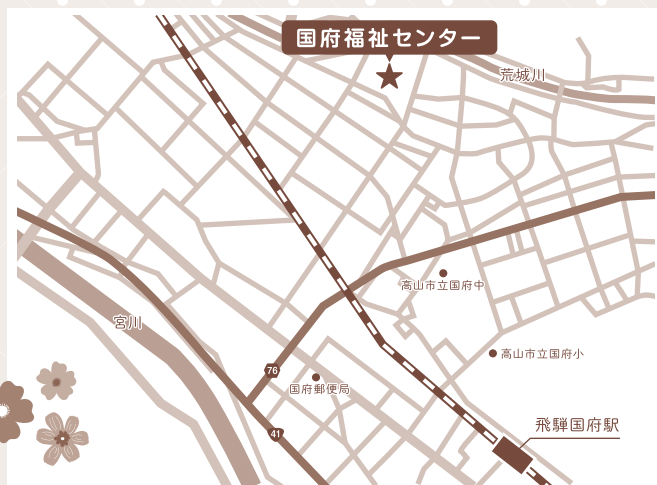 国府福祉センター
荒城川
高山市立国府中
宮川
高山市立国府小
76
国府郵便局
飛騨国府駅
41